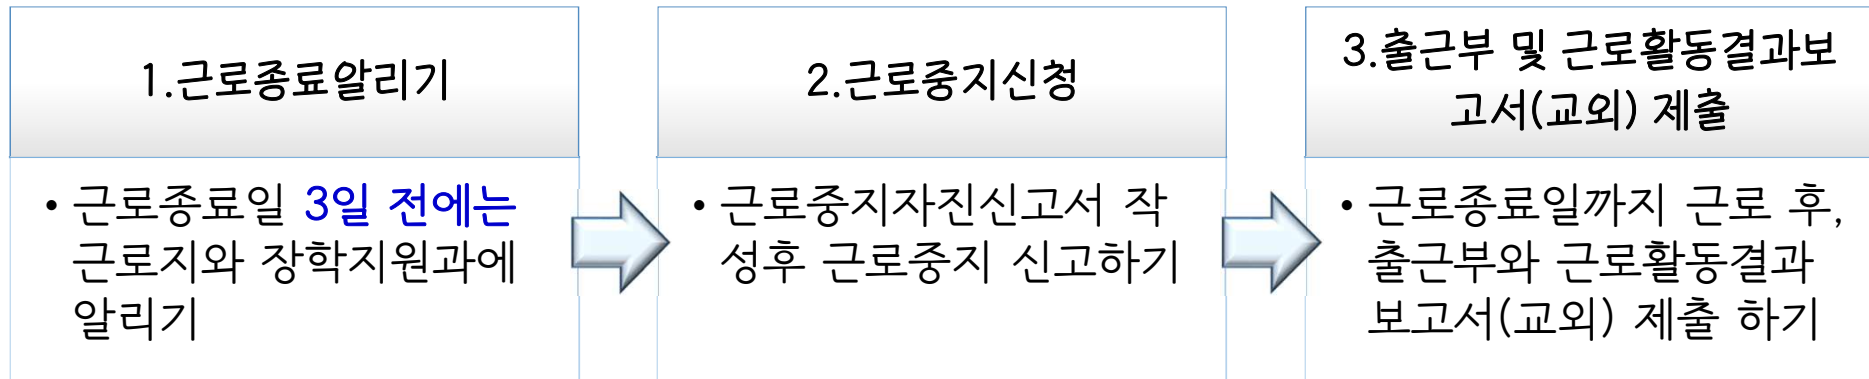 1.근로종료알리기
• 근로종료일 3일 전에는
근로지와 장학지원과에
알리기
2.근로중지신청
• 근로중지자진신고서 작
성후 근로중지 신고하기
3.출근부 및 근로활동결과보
고서(교외) 제출
• 근로종료일까지 근로 후,
출근부와 근로활동결과
보고서(교외) 제출 하기